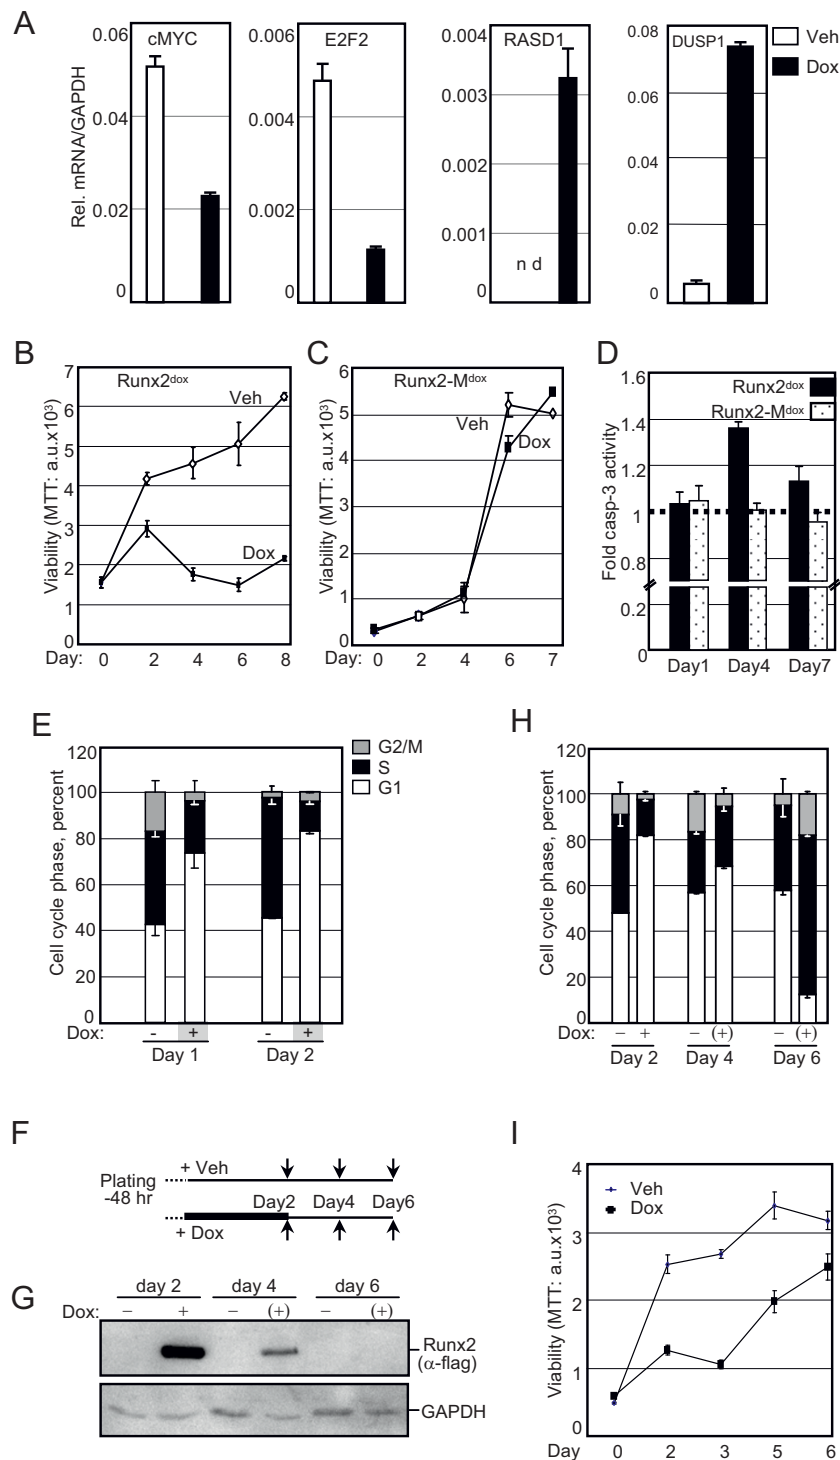 A
cMYC
E2F2
RASD1
DUSP1
Veh
Dox
Rel. mRNA/GAPDH
0.06
0.04
0.02
0
0.006
0.004
0.002
0
0.004
0.003
0.002
0.001
0
n d
0.08
0.06
0.04
0.02
0
B
Runx2dox
Veh
Dox
Viability (MTT: a.u.x10³)
7
6
5
4
3
2
1
0
Day: 0 2 4 6 8
C
Runx2-Mdox
Veh
Dox
Viability (MTT: a.u.x10³)
6
5
4
3
2
1
0
0 2 4 6 7
D
Runx2dox
Runx2-Mdox
Fold casp-3 activity
1.6
1.4
1.2
1
0.8
0.2
0
Day1 Day4 Day7
E
G2/M
S
G1
Cell cycle phase, percent
120
100
80
60
40
20
0
Dox: - + - +
Day 1 Day 2
H
Cell cycle phase, percent
120
100
80
60
40
20
0
Dox: − + − (+) − (+)
Day 2 Day 4 Day 6
F
Plating
-48 hr
+ Veh
Day2 Day4 Day6
+ Dox
G
day 2 day 4 day 6
Dox: − + − (+) − (+)
Runx2
(α-flag)
GAPDH
I
Veh
Dox
Viability (MTT: a.u.x10³)
4
3
2
1
0
Day 0 2 3 5 6